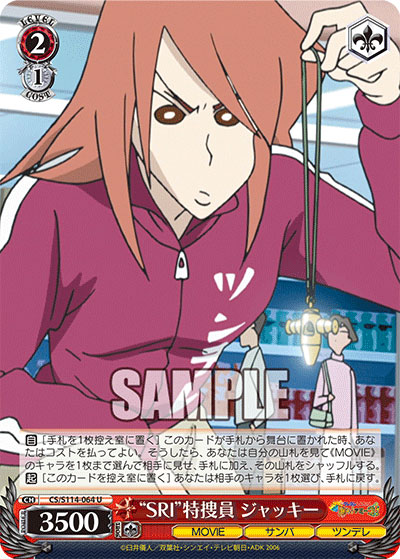 LEVEL
2
1
COST
ツンデレ
SAMPLE
自［手札を1枚控え室に置く］このカードが手札から舞台に置かれた時、あな
たはコストを払ってよい。そうしたら、あなたは自分の山札を見て《MOVIE》
のキャラを1枚まで選んで相手に見せ、手札に加え、その山札をシャッフルする。
起［このカードを控え室に置く］あなたは自分のキャラを1枚選び、手札に戻す。
CH CS/S114-064 U
3500
“SRI”特捜員 ジャッキー
MOVIE サンバ ツンデレ
©臼井儀人／双葉社・シンエイ・テレビ朝日・ADK 2006